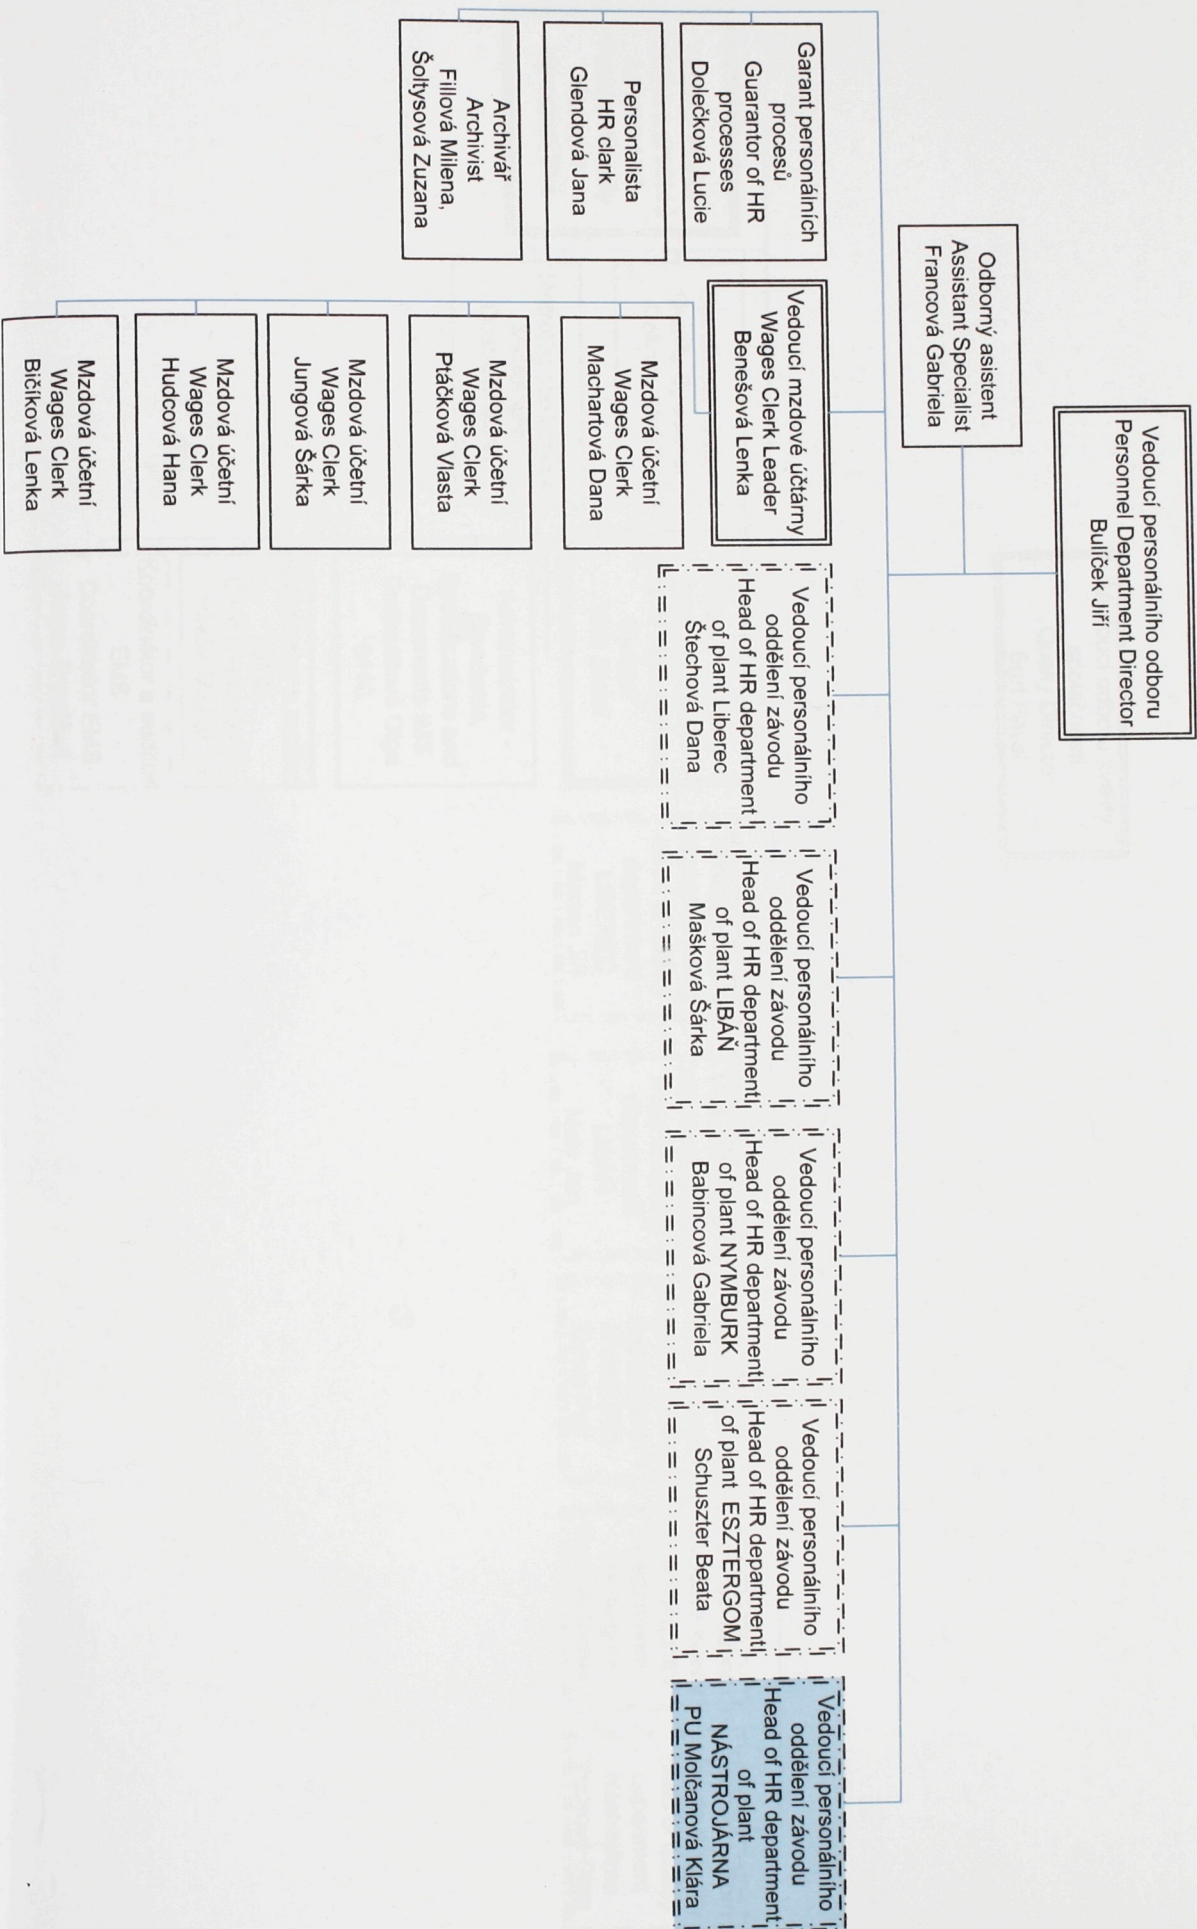 Vedoucí personálního odboru
Personnel Department Director
Bulíček Jiří
Odborný asistent
Assistant Specialist
Francová Gabriela
Garant personálních
procesů
Guarantor of HR
processes
Dolečková Lucie
Personalista
HR clark
Glendová Jana
Archivář
Archivist
Fillová Milena,
Šoltysová Zuzana
Vedoucí mzdové účtárny
Wages Clerk Leader
Benešová Lenka
Mzdová účetní
Wages Clerk
Machartová Dana
Mzdová účetní
Wages Clerk
Ptáčková Vlasta
Mzdová účetní
Wages Clerk
Jungová Šárka
Mzdová účetní
Wages Clerk
Hudcová Hana
Mzdová účetní
Wages Clerk
Bičíková Lenka
Vedoucí personálního
oddělení závodu
Head of HR department
of plant Liberec
Štechová Dana
Vedoucí personálního
oddělení závodu
Head of HR department
of plant LIBÁŇ
Mašková Šárka
Vedoucí personálního
oddělení závodu
Head of HR department
of plant NYMBURK
Babincová Gabriela
Vedoucí personálního
oddělení závodu
Head of HR department
of plant ESZTERGOM
Schuszter Beata
Vedoucí personálního
oddělení závodu
Head of HR department
of plant
NÁSTROJÁRNA
PU Molčanová Klára